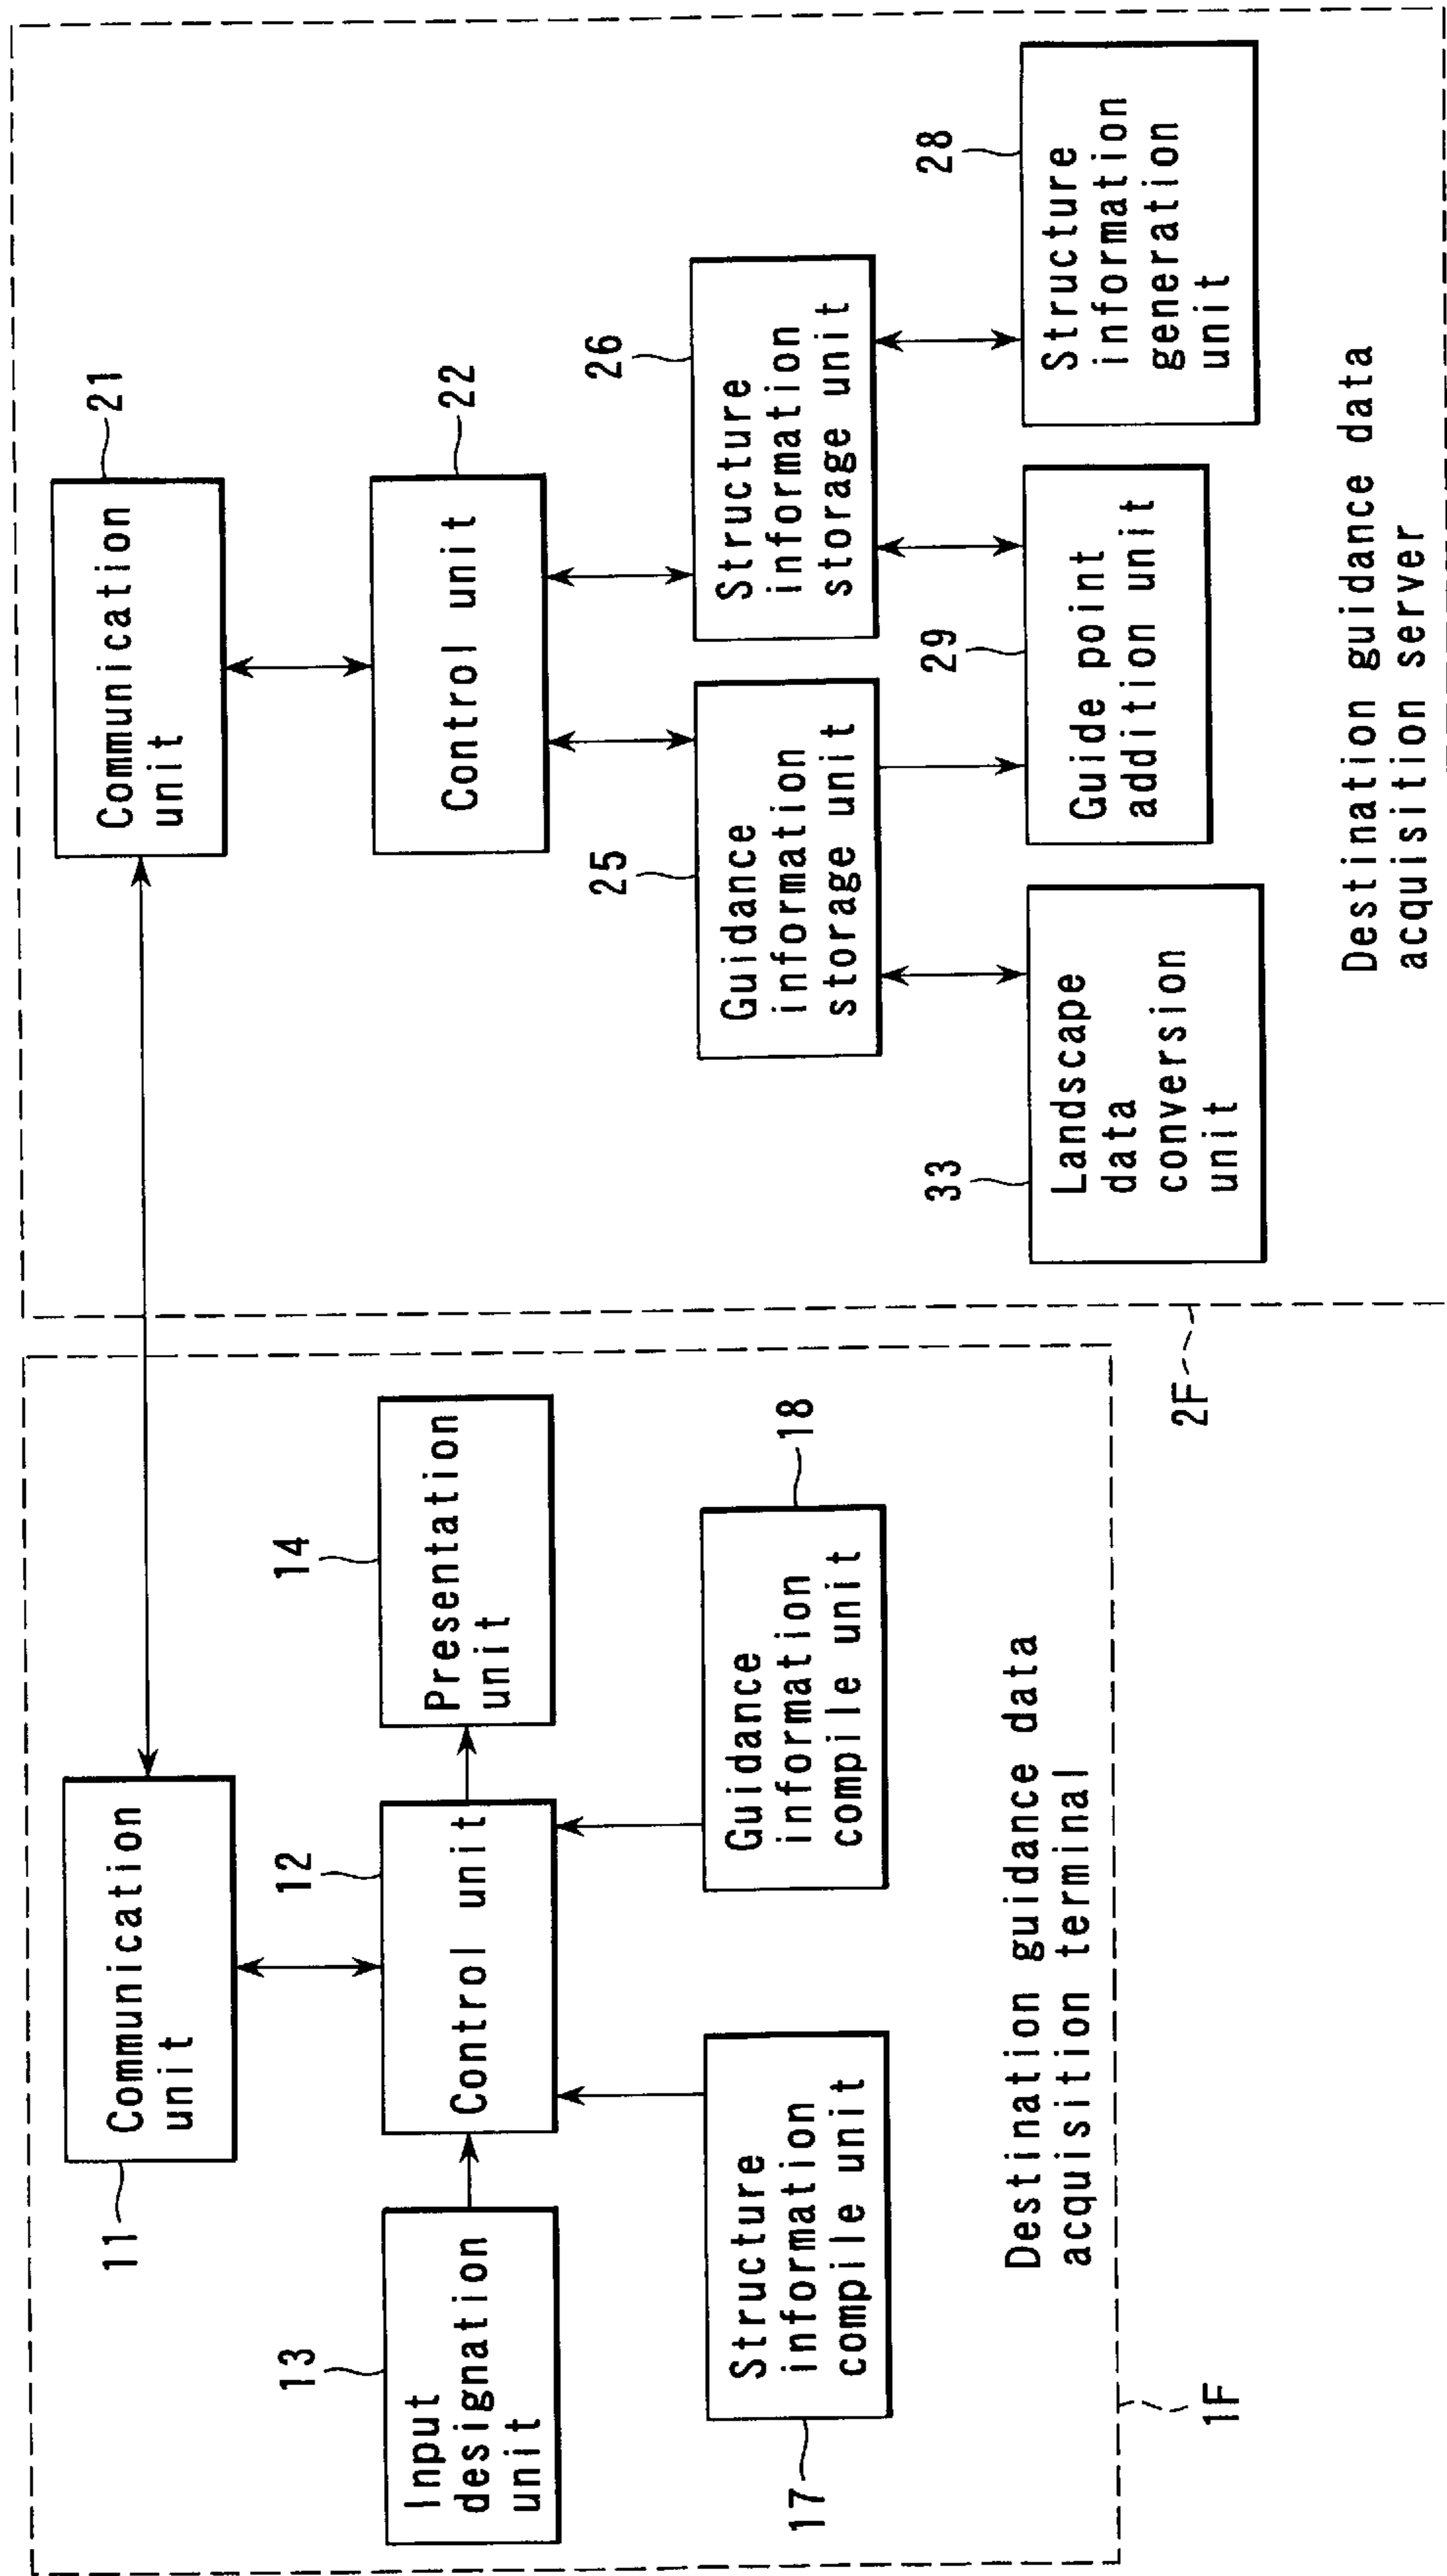 11
Communication
unit
13
Input
designation
unit
12
Control unit
14
Presentation
unit
17
Structure
information
compile unit
18
Guidance
information
compile unit
Destination guidance data
acquisition terminal
1F
21
Communication
unit
22
Control unit
25
Guidance
information
storage unit
26
Structure
information
storage unit
33
Landscape
data
conversion
unit
29
Guide point
addition unit
28
Structure
information
generation
unit
Destination guidance data
acquisition server
2F